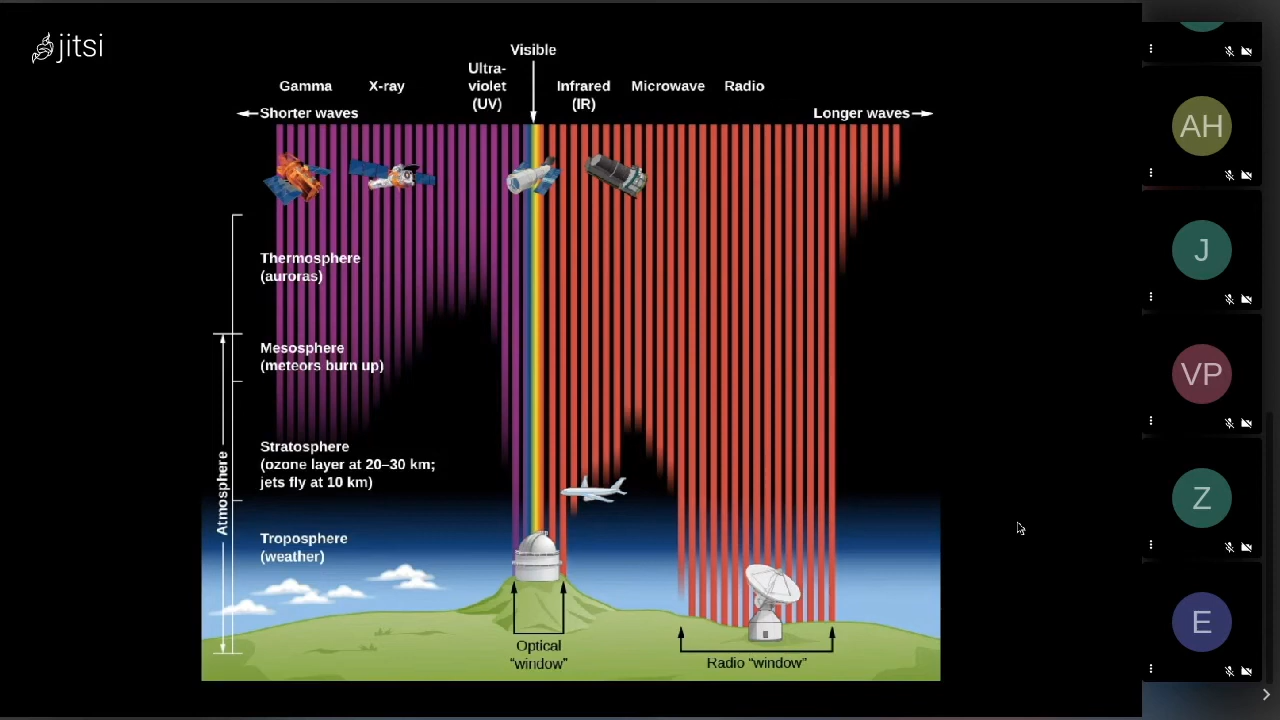 jitsi
Visible
Ultra-
violet
(UV)
Gamma
X-ray
Infrared
(IR)
Microwave
Radio
Shorter waves
Longer waves
Thermosphere
(auroras)
Mesosphere
(meteors burn up)
Stratosphere
(ozone layer at 20–30 km;
jets fly at 10 km)
Atmosphere
Troposphere
(weather)
Optical
“window”
Radio “window”
AH
J
VP
Z
E